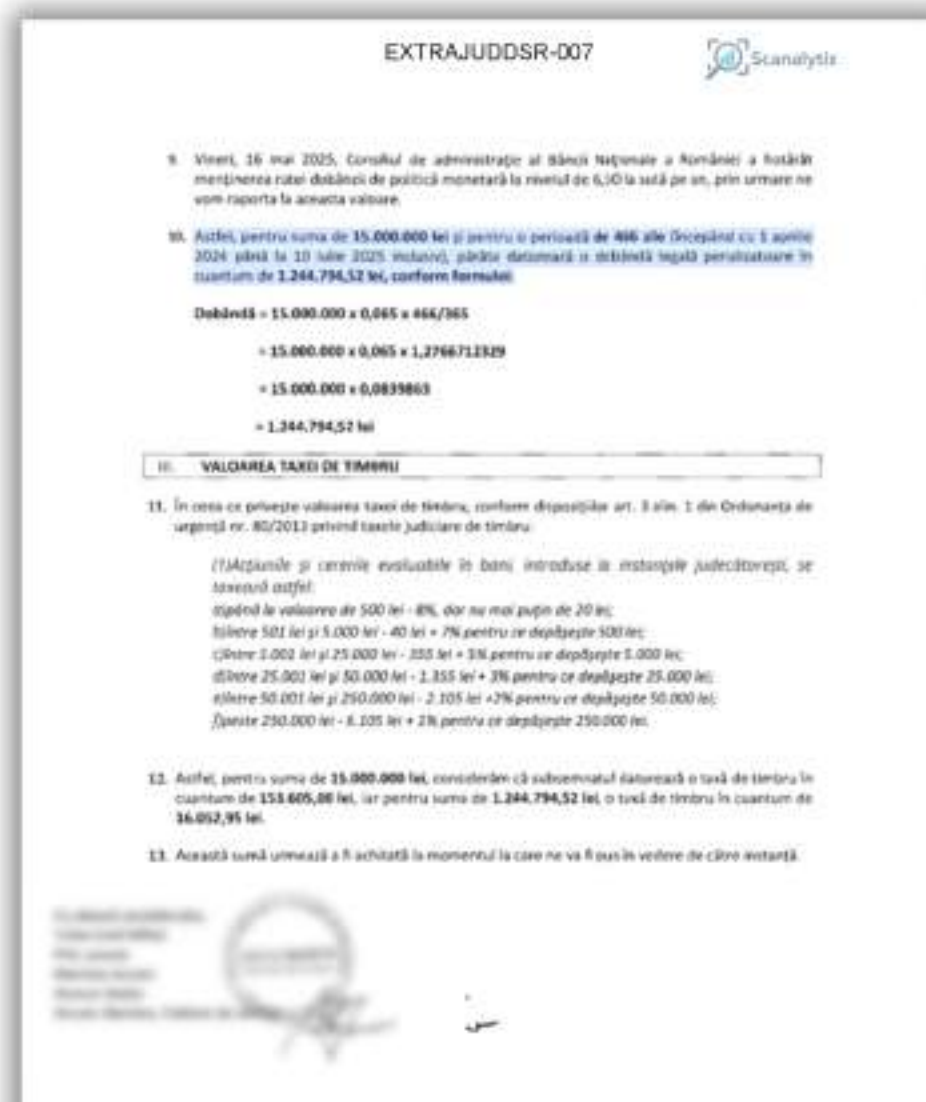 EXTRAJUDDSR-007
Scanalytix
9. Vineri, 16 mai 2025, Consiliul de administrație al Băncii Naționale a României a hotărât
menținerea ratei dobânzii de politică monetară la nivelul de 6,50 la sută pe an, prin urmare ne
vom raporta la aceasta valoare.
10. Astfel, pentru suma de 15.000.000 lei și pentru o perioadă de 466 zile (începând cu 1 aprilie
2024 până la 10 iulie 2025 inclusiv), pârâta datorează o dobândă legală penalizatoare în
cuantum de 1.244.794,52 lei, conform formulei:
Dobândă = 15.000.000 x 0,065 x 466/365
= 15.000.000 x 0,065 x 1,2766712329
= 15.000.000 x 0,0839863
= 1.244.794,52 lei
III. VALOAREA TAXEI DE TIMBRU
11. În ceea ce privește valoarea taxei de timbru, conform dispozițiilor art. 3 alin. 1 din Ordonanța de
urgență nr. 80/2013 privind taxele judiciare de timbru:
(1)Acțiunile și cererile evaluabile în bani, introduse la instanțele judecătorești, se
taxează astfel:
a)până la valoarea de 500 lei - 8%, dar nu mai puțin de 20 lei;
b)între 501 lei și 5.000 lei - 40 lei + 7% pentru ce depășește 500 lei;
c)între 5.001 lei și 25.000 lei - 355 lei + 5% pentru ce depășește 5.000 lei;
d)între 25.001 lei și 50.000 lei - 1.355 lei + 3% pentru ce depășește 25.000 lei;
e)între 50.001 lei și 250.000 lei - 2.105 lei +2% pentru ce depășește 50.000 lei;
f)peste 250.000 lei - 6.105 lei + 1% pentru ce depășește 250.000 lei.
12. Astfel, pentru suma de 15.000.000 lei, considerăm că subsemnatul datorează o taxă de timbru în
cuantum de 153.605,00 lei, iar pentru suma de 1.244.794,52 lei, o taxă de timbru în cuantum de
16.052,95 lei.
13. Această sumă urmează a fi achitată la momentul la care ne va fi pus în vedere de către instanță.